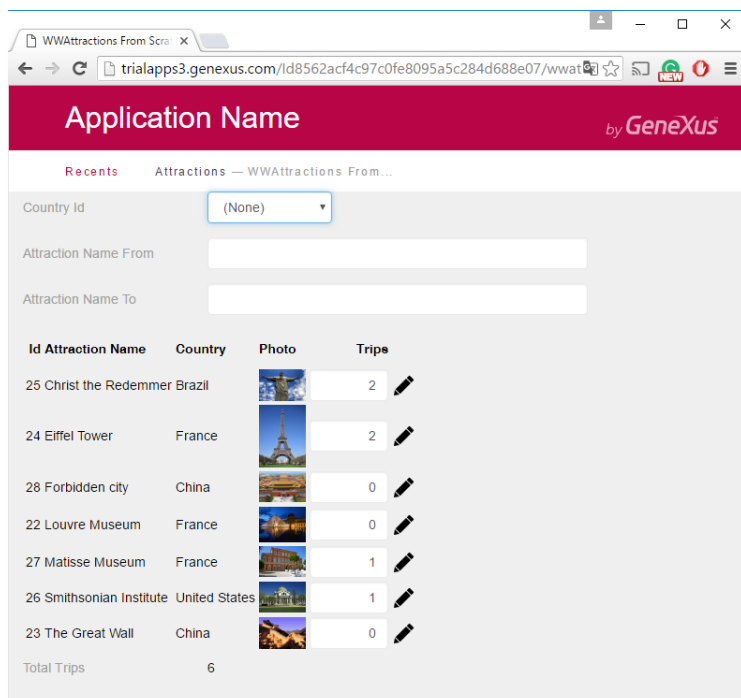 WWAttractions From Scra
trialapps3.genexus.com/Id8562acf4c97c0fe8095a5c284d688e07/wwat
NEW
Application Name
by GeneXus
Recents Attractions — WWAttractions From...
Country Id (None)
Attraction Name From
Attraction Name To
Id Attraction Name Country Photo Trips
25 Christ the Redemmer Brazil 2
24 Eiffel Tower France 2
28 Forbidden city China 0
22 Louvre Museum France 0
27 Matisse Museum France 1
26 Smithsonian Institute United States 1
23 The Great Wall China 0
Total Trips 6